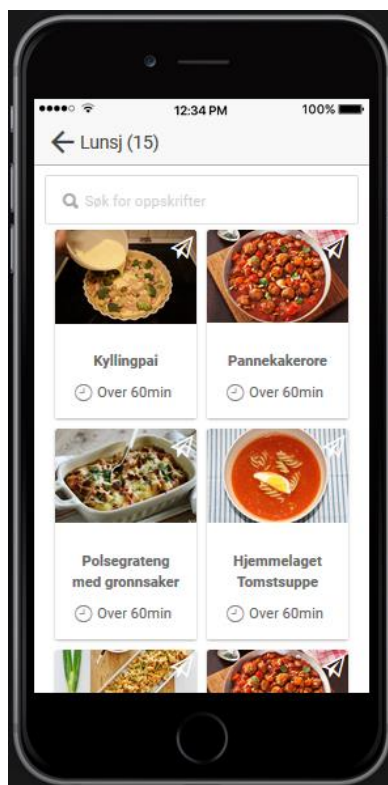 12:34 PM
100%
Lunsj (15)
Søk for oppskrifter
Kyllingpai
Over 60min
Pannekakerore
Over 60min
Polsegrateng
med gronnsaker
Over 60min
Hjemmelaget
Tomstsuppe
Over 60min